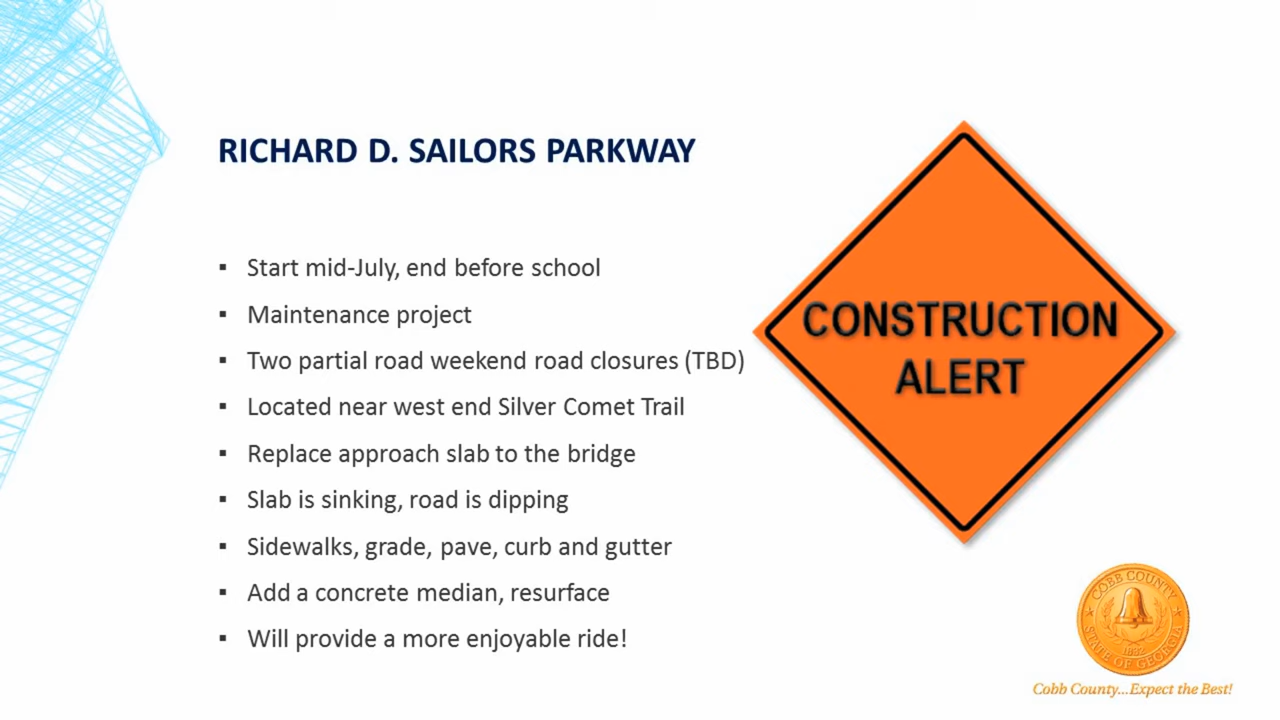 RICHARD D. SAILORS PARKWAY
▪ Start mid-July, end before school
▪ Maintenance project
▪ Two partial road weekend road closures (TBD)
▪ Located near west end Silver Comet Trail
▪ Replace approach slab to the bridge
▪ Slab is sinking, road is dipping
▪ Sidewalks, grade, pave, curb and gutter
▪ Add a concrete median, resurface
▪ Will provide a more enjoyable ride!
CONSTRUCTION
ALERT
COBB COUNTY
STATE OF GEORGIA
1832
Cobb County...Expect the Best!